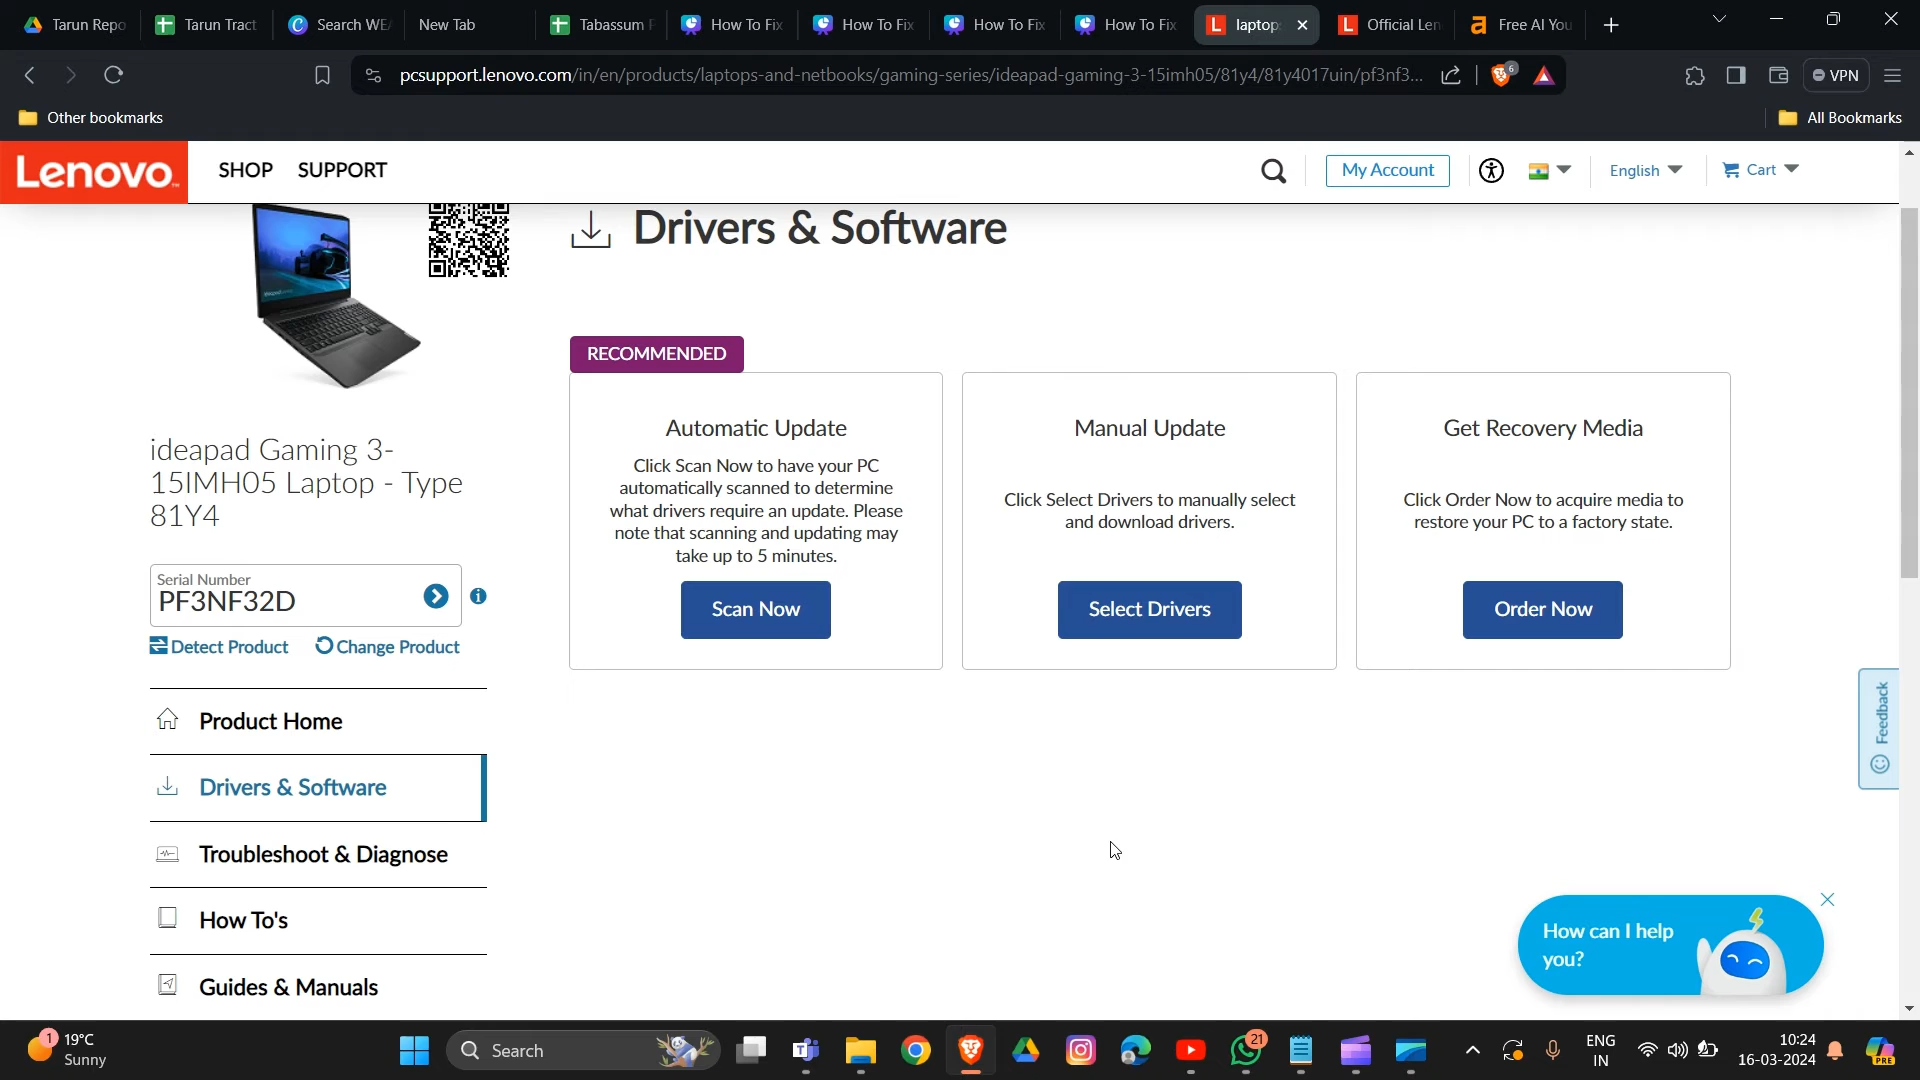 Tarun Repo
Tarun Tract
Search WEA
New Tab
Tabassum F
How To Fix
How To Fix
How To Fix
How To Fix
laptop
Official Len
Free AI You
pcsupport.lenovo.com/in/en/products/laptops-and-netbooks/gaming-series/ideapad-gaming-3-15imh05/81y4/81y4017uin/pf3nf3...
6
VPN
Other bookmarks
All Bookmarks
Lenovo
SHOP
SUPPORT
My Account
English
Cart
Drivers & Software
RECOMMENDED
Automatic Update
Click Scan Now to have your PC
automatically scanned to determine
what drivers require an update. Please
note that scanning and updating may
take up to 5 minutes.
Scan Now
Manual Update
Click Select Drivers to manually select
and download drivers.
Select Drivers
Get Recovery Media
Click Order Now to acquire media to
restore your PC to a factory state.
Order Now
ideapad Gaming 3-
15IMH05 Laptop - Type
81Y4
Serial Number
PF3NF32D
Detect Product
Change Product
Product Home
Drivers & Software
Troubleshoot & Diagnose
How To's
Guides & Manuals
Feedback
How can I help
you?
1
19°C
Sunny
Search
21
ENG
IN
10:24
16-03-2024
PRE